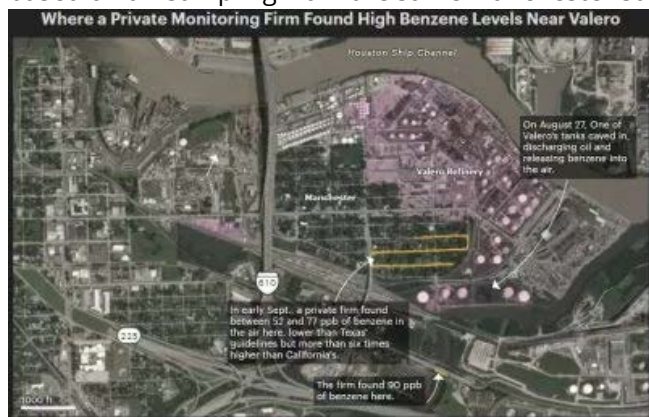 Where a Private Monitoring Firm Found High Benzene Levels Near Valero
Houston Ship Channel
On August 27, One of
Valero's tanks caved in,
discharging oil and
releasing benzene into
the air.
Valero Refinery
Manchester
610
In early Sept., a private firm found
between 52 and 77 ppb of benzene in
the air here, lower than Texas'
guidelines but more than six times
higher than California's.
225
The firm found 90 ppb
of benzene here.
1000 ft